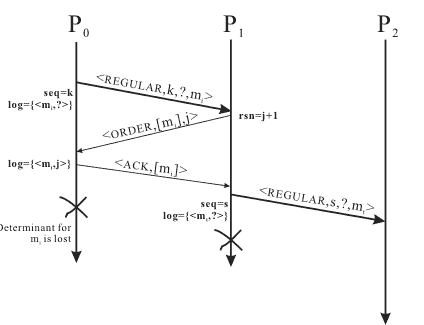 P0
P1
P2
<REGULAR,k,?,mi>
seq=k
log={<mi,?>}
rsn=j+1
<ORDER,[mi],j>
log={<mi,j>}
<ACK,[mi]>
<REGULAR,s,?,mi>
seq=s
log={<mi,?>}
Determinant for
mi is lost